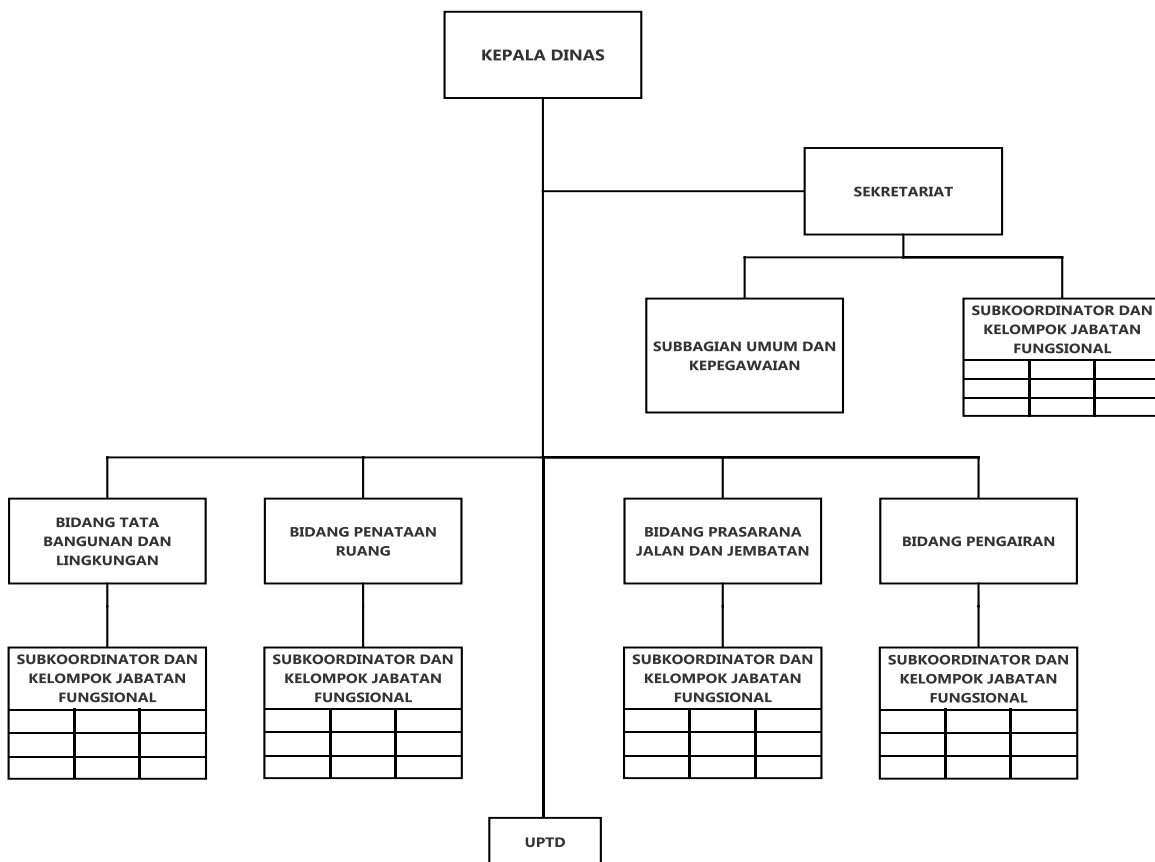 KEPALA DINAS
SEKRETARIAT
SUBBAGIAN UMUM DAN
KEPEGAWAIAN
SUBKOORDINATOR DAN
KELOMPOK JABATAN
FUNGSIONAL
BIDANG TATA
BANGUNAN DAN
LINGKUNGAN
BIDANG PENATAAN
RUANG
BIDANG PRASARANA
JALAN DAN JEMBATAN
BIDANG PENGAIRAN
SUBKOORDINATOR DAN
KELOMPOK JABATAN
FUNGSIONAL
SUBKOORDINATOR DAN
KELOMPOK JABATAN
FUNGSIONAL
SUBKOORDINATOR DAN
KELOMPOK JABATAN
FUNGSIONAL
SUBKOORDINATOR DAN
KELOMPOK JABATAN
FUNGSIONAL
UPTD